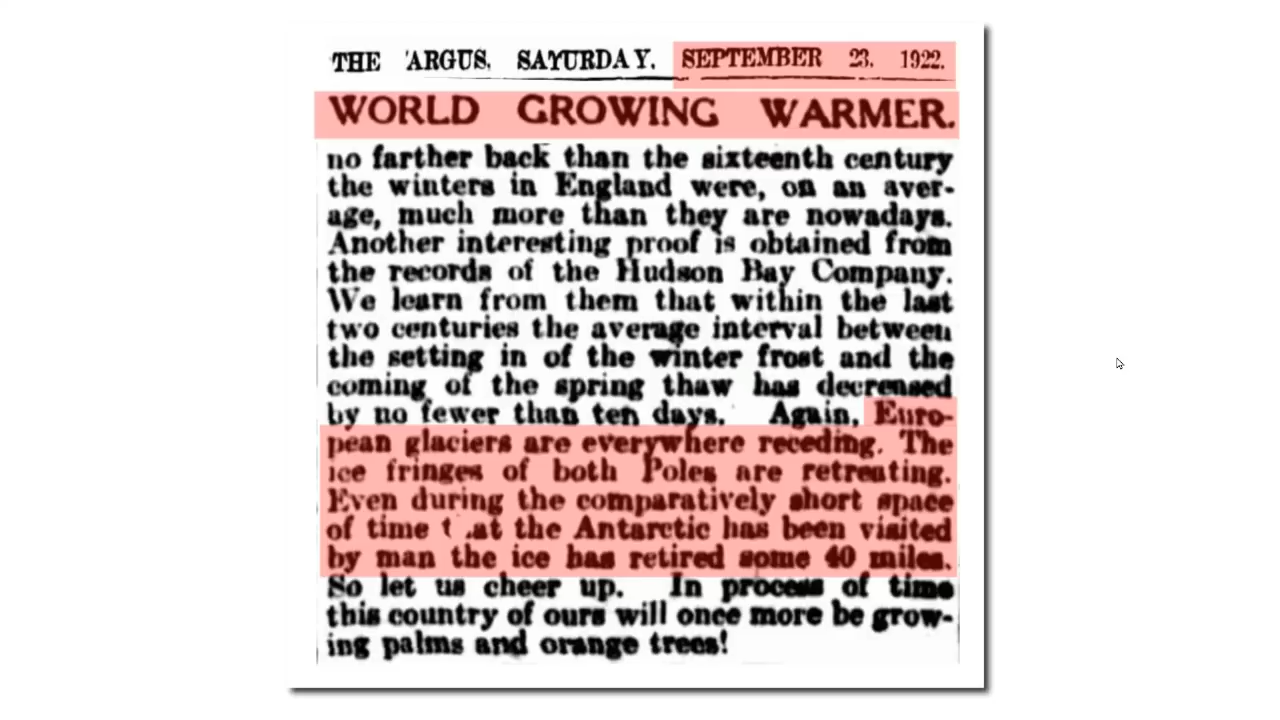 THE ARGUS, SATURDAY, SEPTEMBER 23, 1922.
WORLD GROWING WARMER.
no farther back than the sixteenth century
the winters in England were, on an aver-
age, much more than they are nowadays.
Another interesting proof is obtained from
the records of the Hudson Bay Company.
We learn from them that within the last
two centuries the average interval between
the setting in of the winter frost and the
coming of the spring thaw has decreased
by no fewer than ten days. Again, Euro-
pean glaciers are everywhere receding. The
ice fringes of both Poles are retreating.
Even during the comparatively short space
of time t at the Antarctic has been visited
by man the ice has retired some 40 miles.
So let us cheer up. In process of time
this country of ours will once more be grow-
ing palms and orange trees!